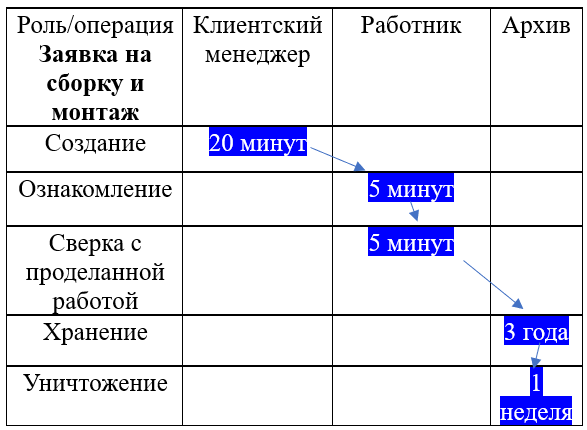 Роль/операция Клиентский Работник Архив
Заявка на менеджер
сборку и
монтаж
Создание 20 минут
Ознакомление 5 минут
Сверка с 5 минут
проделанной
работой
Хранение 3 года
Уничтожение 1
неделя